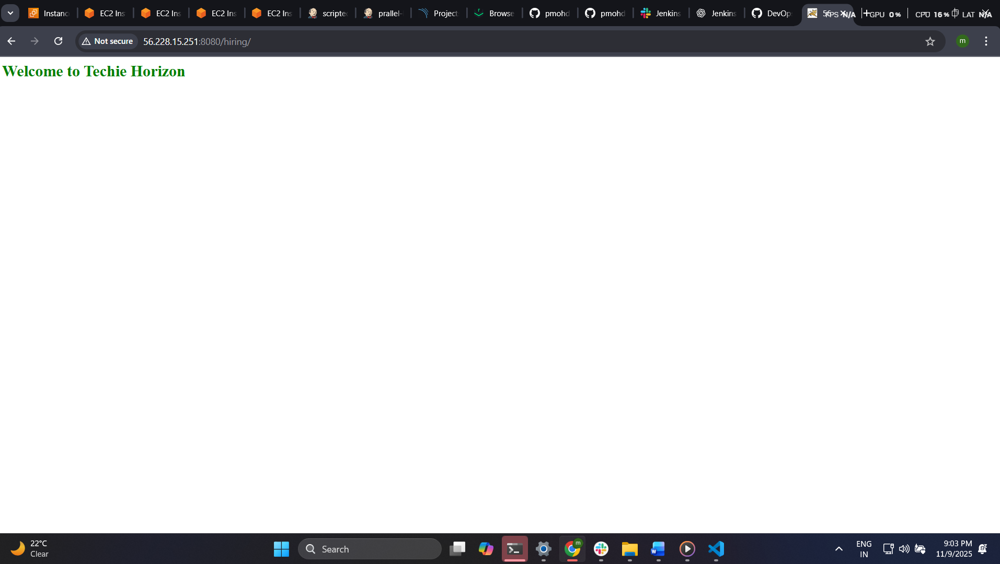 Instanc
EC2 Ins
EC2 Ins
EC2 Ins
EC2 Ins
scripted
prallel-
Project
Browse
pmohd
pmohd
Jenkins
Jenkins
DevOp
56
FPS N/A
GPU 0 %
CPU 16 %
LAT N/A
Not secure
56.228.15.251:8080/hiring/
m
Welcome to Techie Horizon
22°C
Clear
Search
m
ENG
IN
9:03 PM
11/9/2025